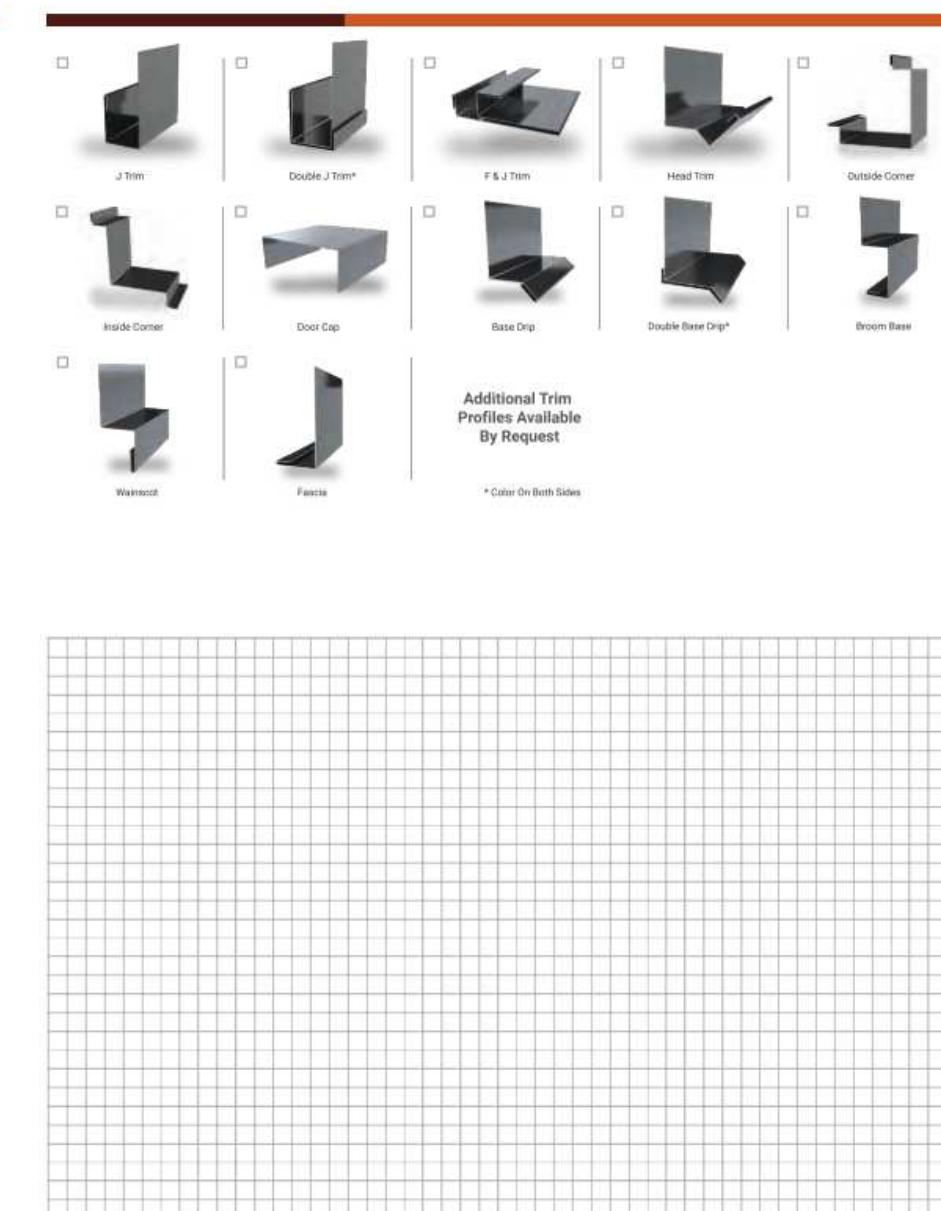 J Trim
Double J Trim*
F & J Trim
Head Trim
Outside Corner
Inside Corner
Door Cap
Base Drip
Double Base Drip*
Broom Base
Wainscot
Fascia
Additional Trim
Profiles Available
By Request
* Color On Both Sides